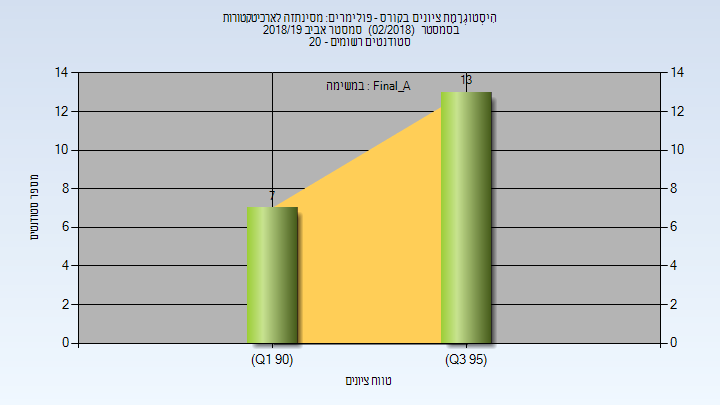 היסטוגרמת ציונים בקורס - פולימרים: מסינתזה לארכיטקטורות
בסמסטר (02/2018) סמסטר אביב 2018/19
סטודנטים רשומים - 20
במשימה : Final_A
14 14
12 12
10 10
8 8
6 6
4 4
2 2
0 0
7
13
מספר סטודנטים
(Q1 90)
(Q3 95)
טווח ציונים